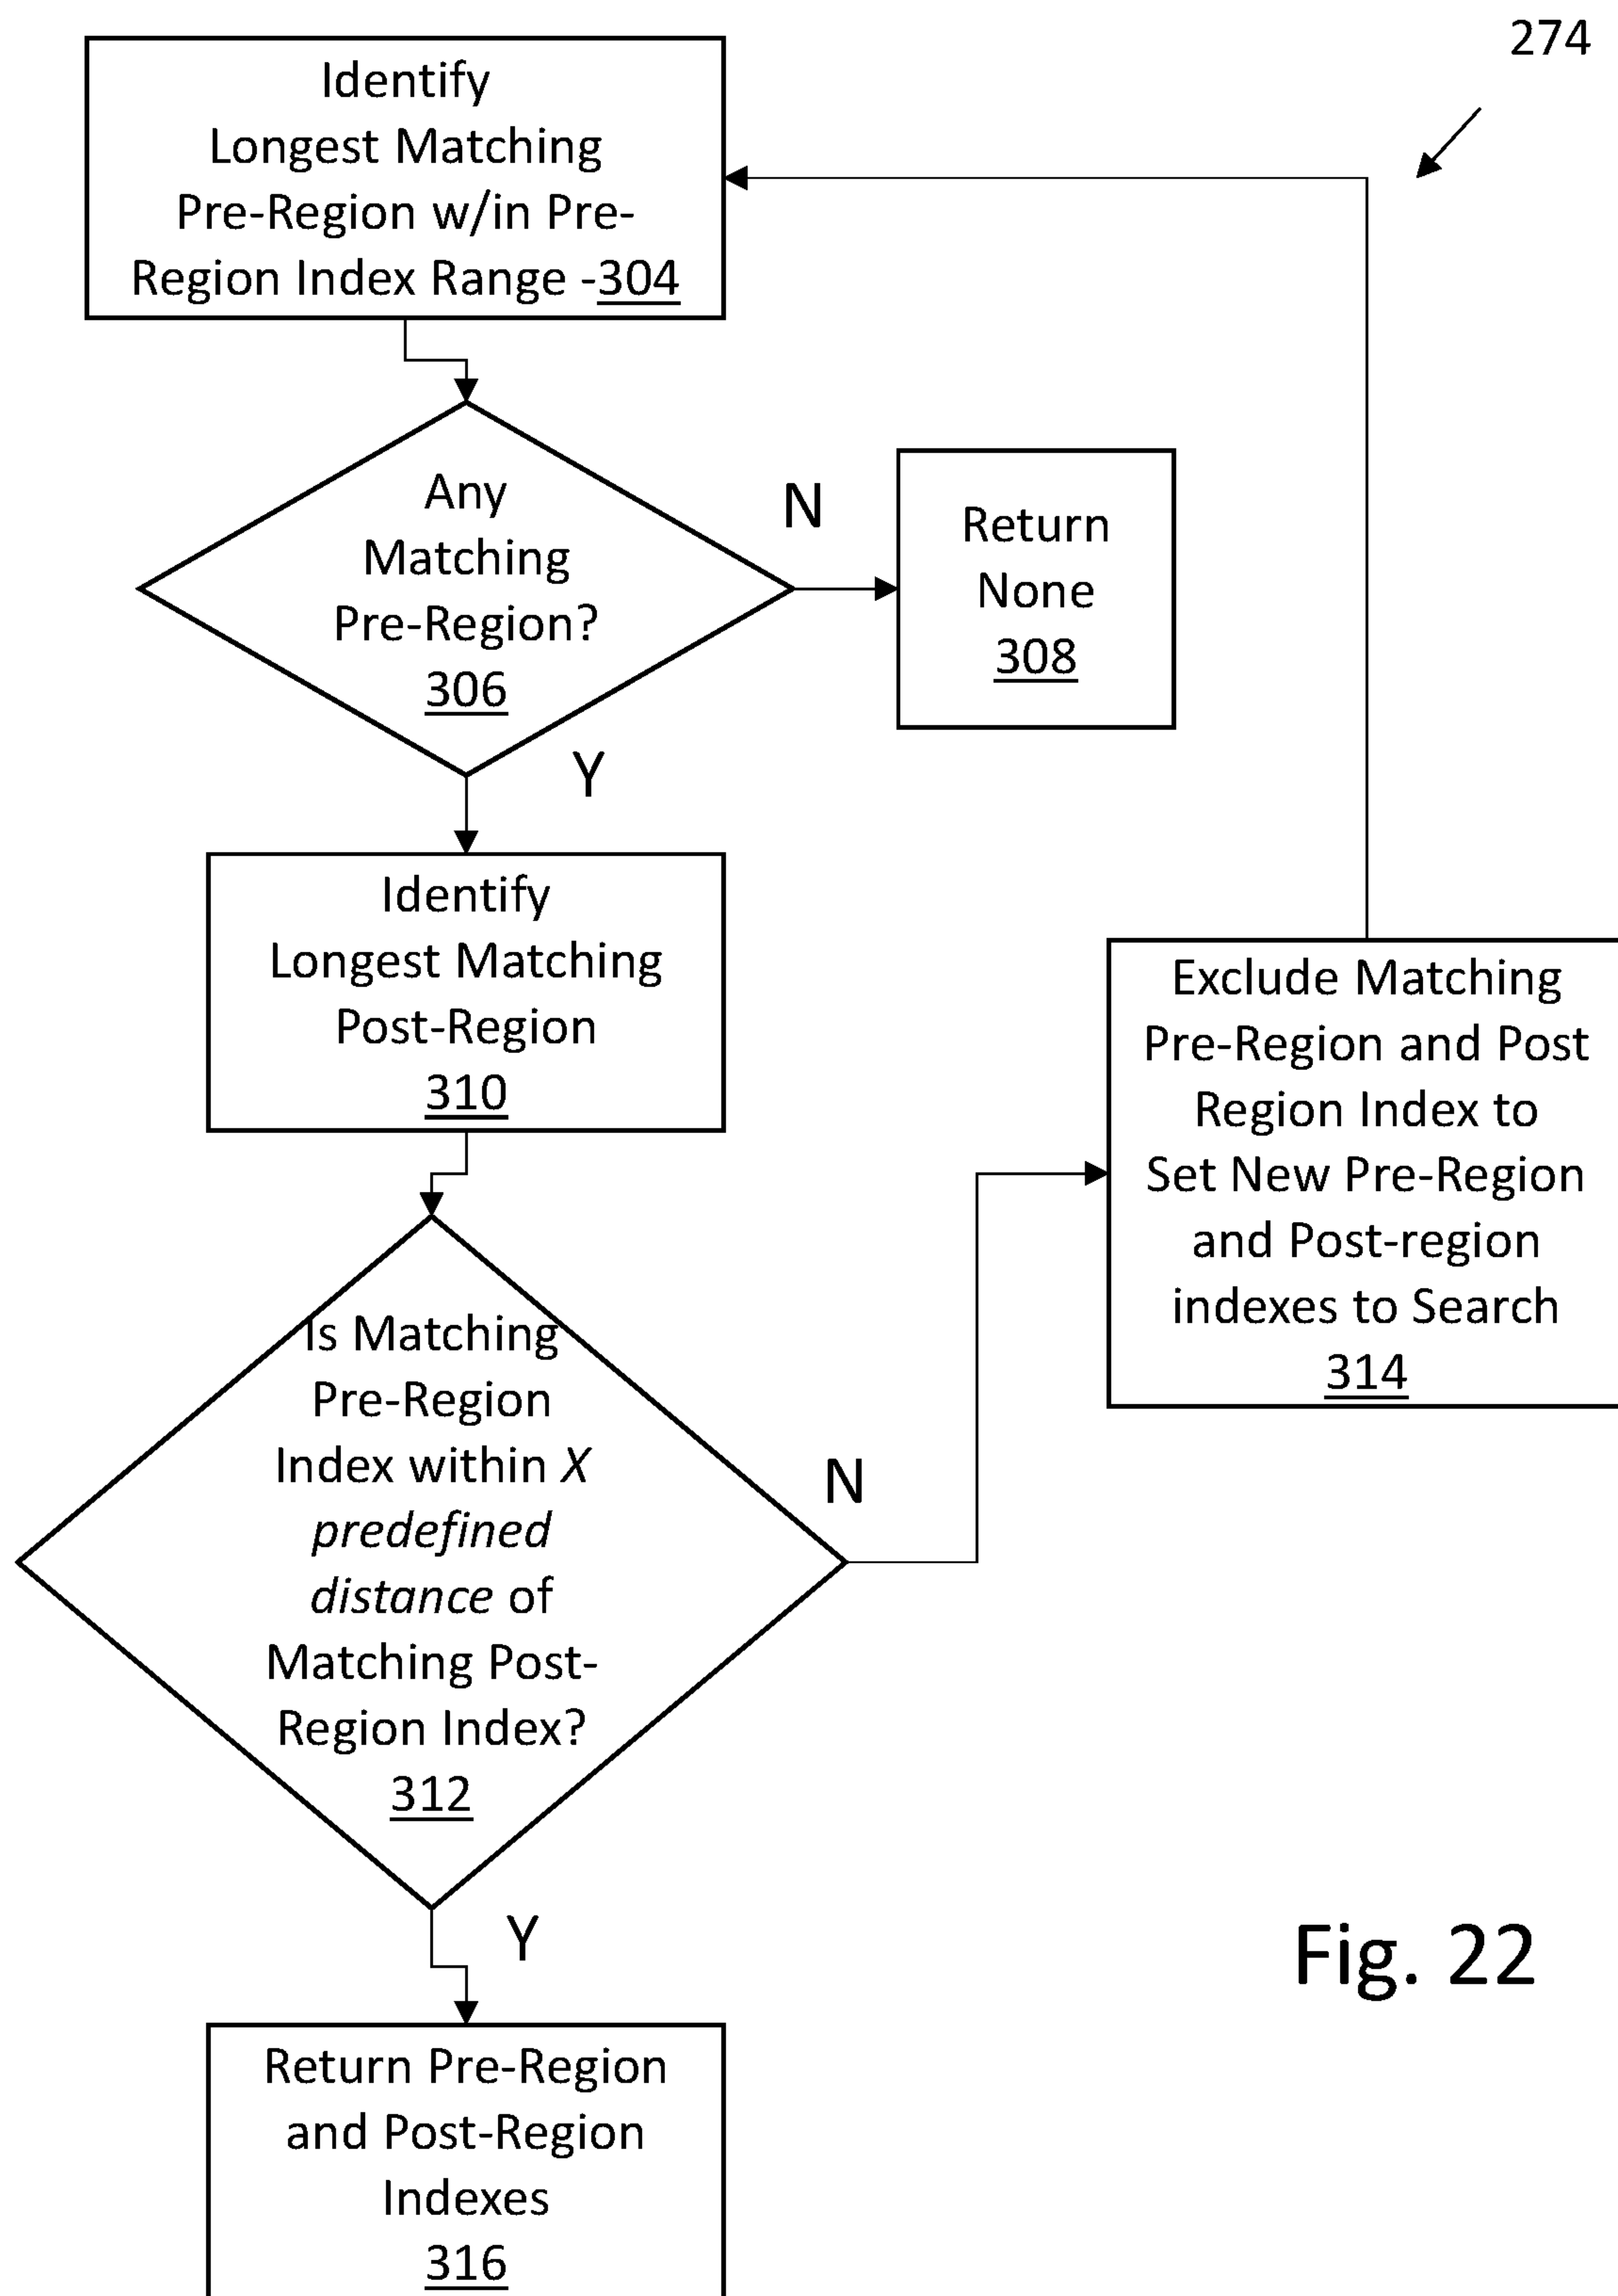 274
Identify
Longest Matching
Pre-Region w/in Pre-
Region Index Range -304
Any
Matching
Pre-Region?
306
N
Return
None
308
Y
Identify
Longest Matching
Post-Region
310
Exclude Matching
Pre-Region and Post
Region Index to
Set New Pre-Region
and Post-region
indexes to Search
314
Is Matching
Pre-Region
Index within X
predefined
distance of
Matching Post-
Region Index?
312
N
Y
Return Pre-Region
and Post-Region
Indexes
316
Fig. 22